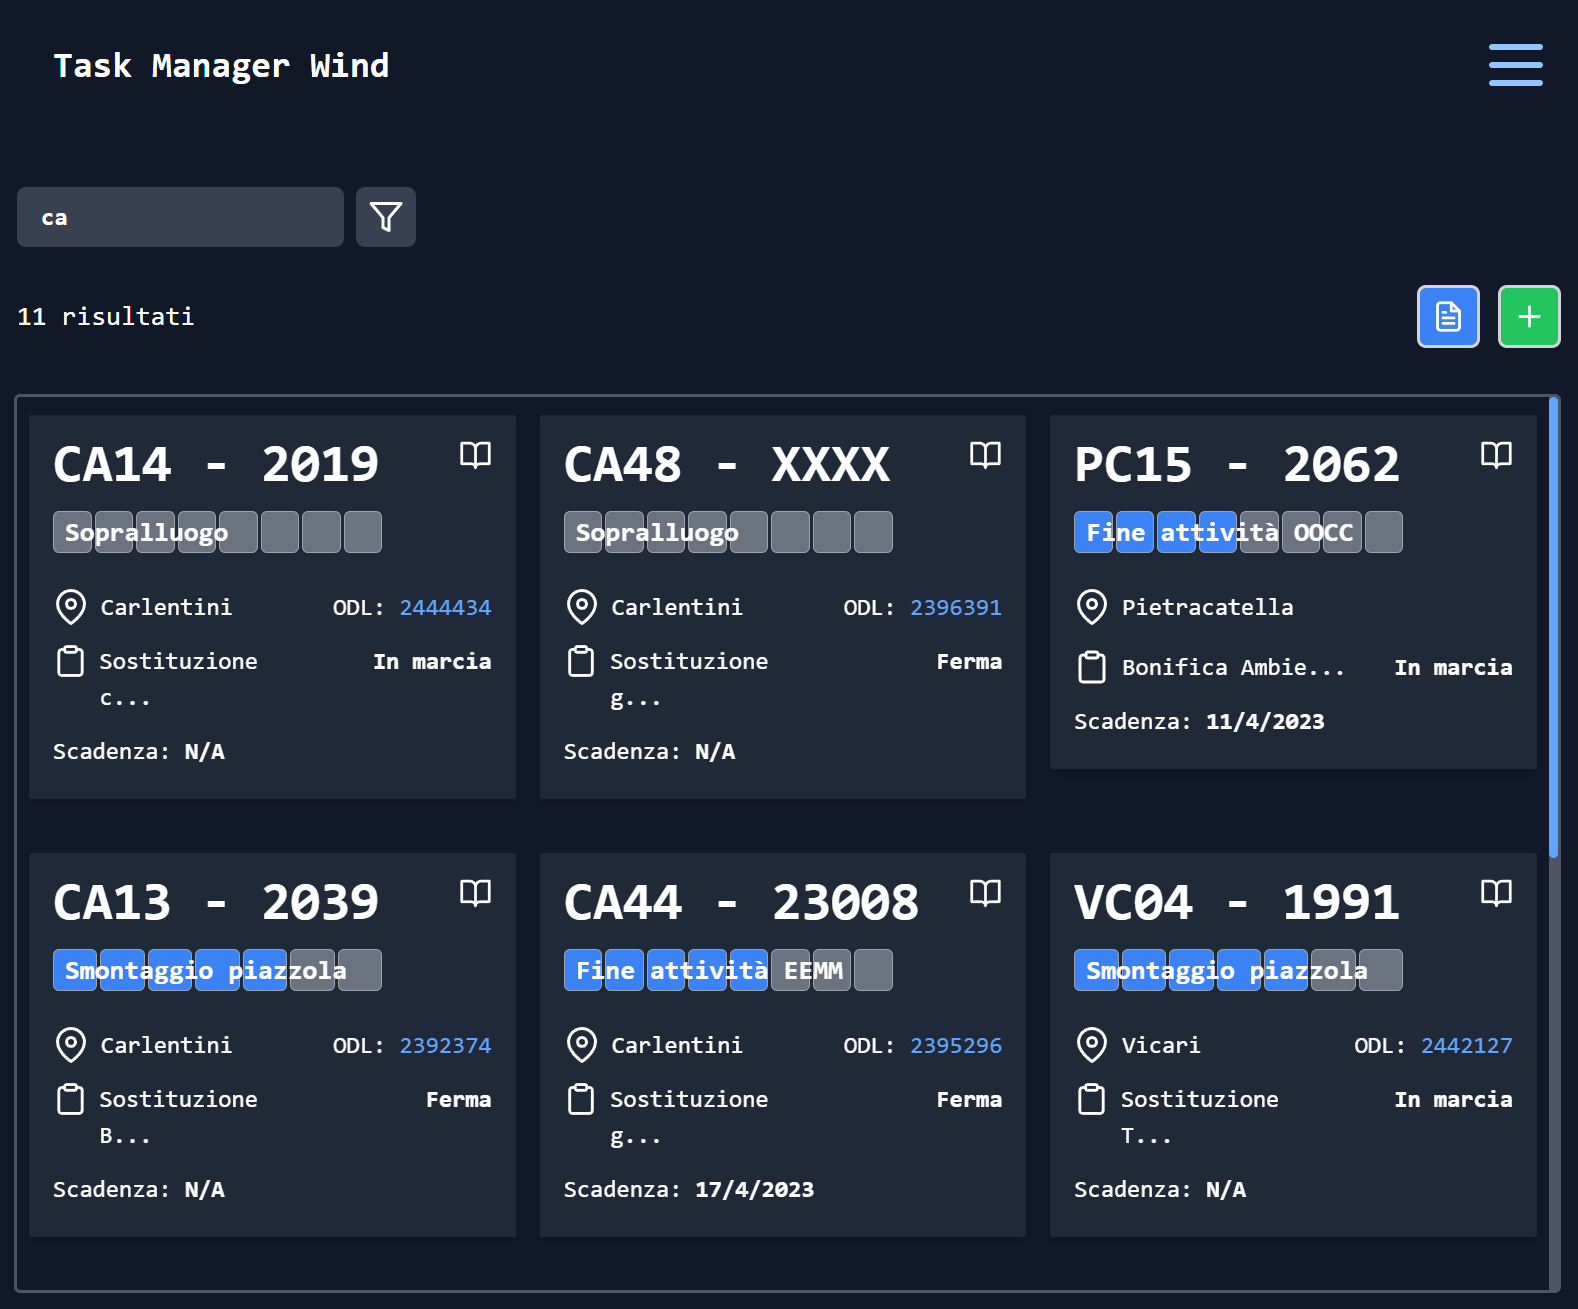 Task Manager Wind
ca
11 risultati
CA14 - 2019
Sopralluogo
Carlentini
ODL: 2444434
Sostituzione c...
In marcia
Scadenza: N/A
CA48 - XXXX
Sopralluogo
Carlentini
ODL: 2396391
Sostituzione g...
Ferma
Scadenza: N/A
PC15 - 2062
Fine attività OOCC
Pietracatella
Bonifica Ambie...
In marcia
Scadenza: 11/4/2023
CA13 - 2039
Smontaggio piazzola
Carlentini
ODL: 2392374
Sostituzione B...
Ferma
Scadenza: N/A
CA44 - 23008
Fine attività EEMM
Carlentini
ODL: 2395296
Sostituzione g...
Ferma
Scadenza: 17/4/2023
VC04 - 1991
Smontaggio piazzola
Vicari
ODL: 2442127
Sostituzione T...
In marcia
Scadenza: N/A